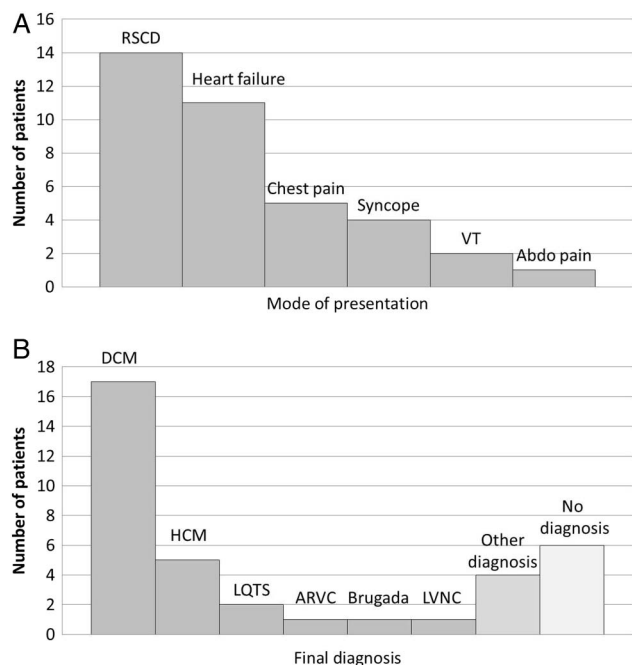 A
RSCD
Heart failure
Chest pain
Syncope
VT
Abdo pain
Number of patients
16
14
12
10
8
6
4
2
0
Mode of presentation
B
DCM
HCM
LQTS
ARVC
Brugada
LVNC
Other
diagnosis
No
diagnosis
Number of patients
18
16
14
12
10
8
6
4
2
0
Final diagnosis